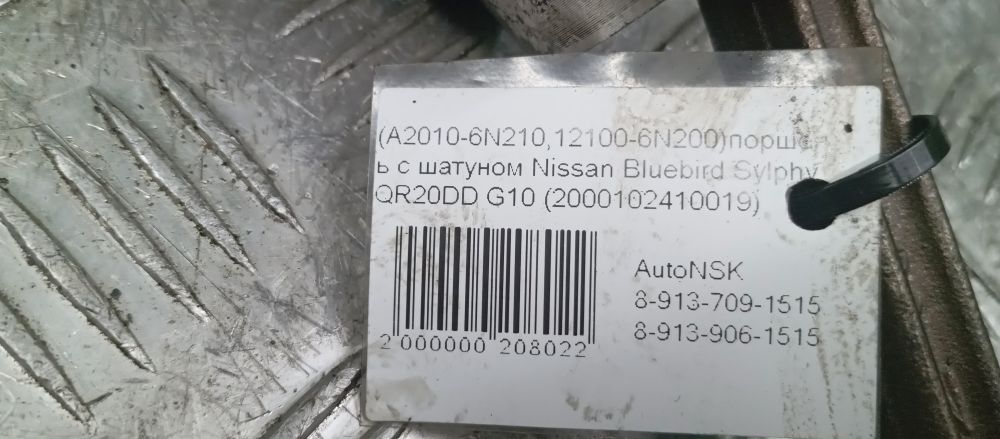 (A2010-6N210,12100-6N200)поршен
ь с шатуном Nissan Bluebird Sylphy
QR20DD G10 (2000102410019)
AutoNSK
8-913-709-1515
8-913-906-1515
2 000000 208022